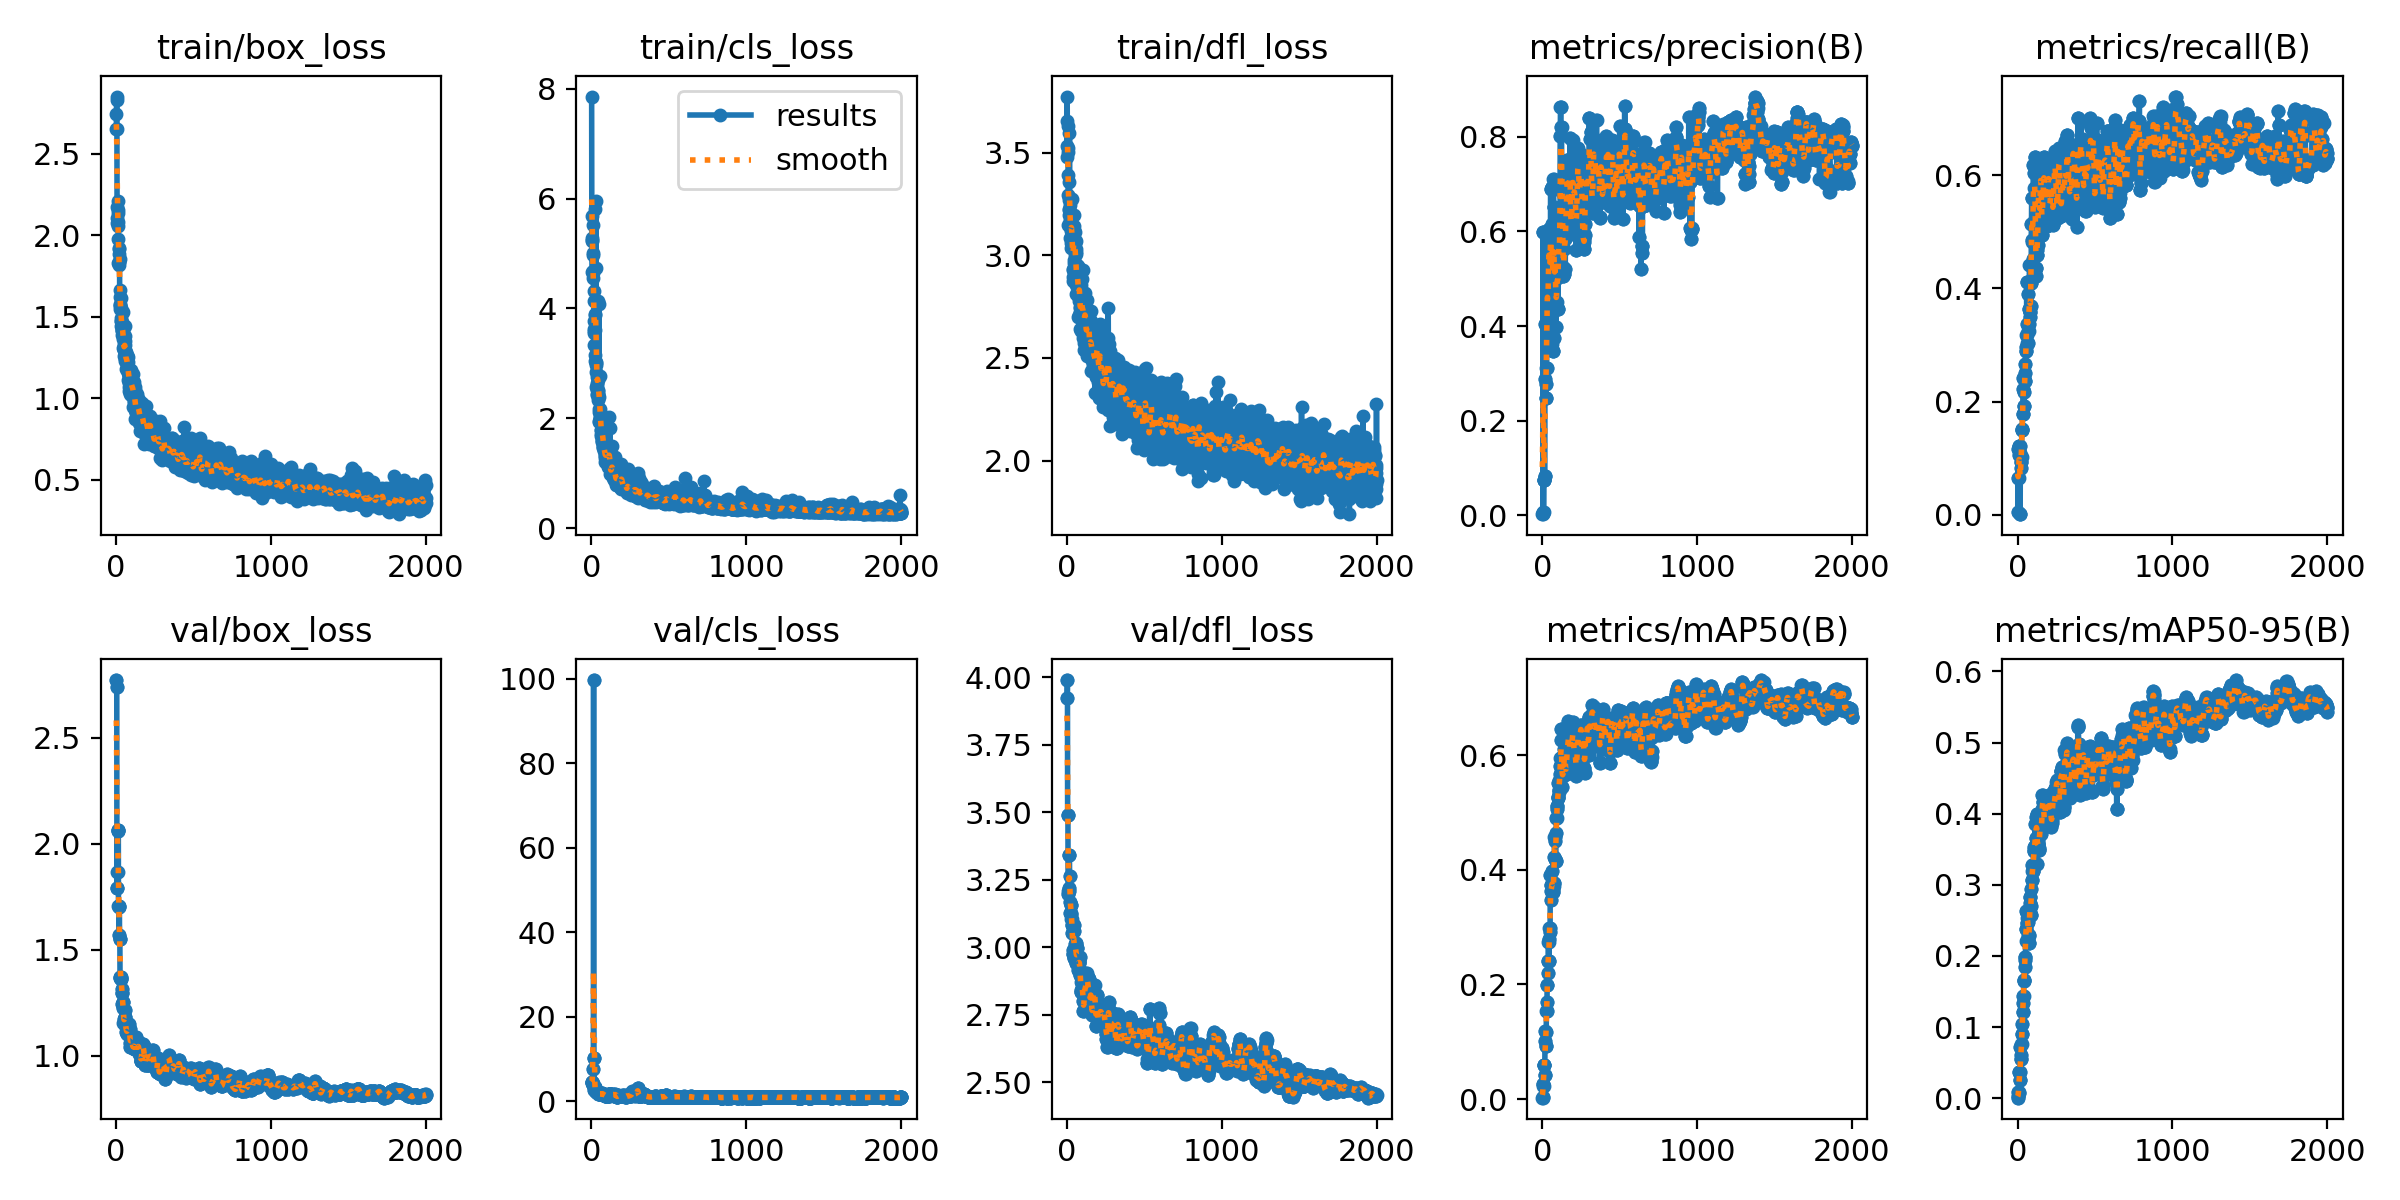 train/box_loss
2.5
2.0
1.5
1.0
0.5
0 1000 2000
train/cls_loss
results
smooth
8
6
4
2
0
0 1000 2000
train/dfl_loss
3.5
3.0
2.5
2.0
0 1000 2000
metrics/precision(B)
0.8
0.6
0.4
0.2
0.0
0 1000 2000
metrics/recall(B)
0.6
0.4
0.2
0.0
0 1000 2000
val/box_loss
2.5
2.0
1.5
1.0
0 1000 2000
val/cls_loss
100
80
60
40
20
0
0 1000 2000
val/dfl_loss
4.00
3.75
3.50
3.25
3.00
2.75
2.50
0 1000 2000
metrics/mAP50(B)
0.6
0.4
0.2
0.0
0 1000 2000
metrics/mAP50-95(B)
0.6
0.5
0.4
0.3
0.2
0.1
0.0
0 1000 2000